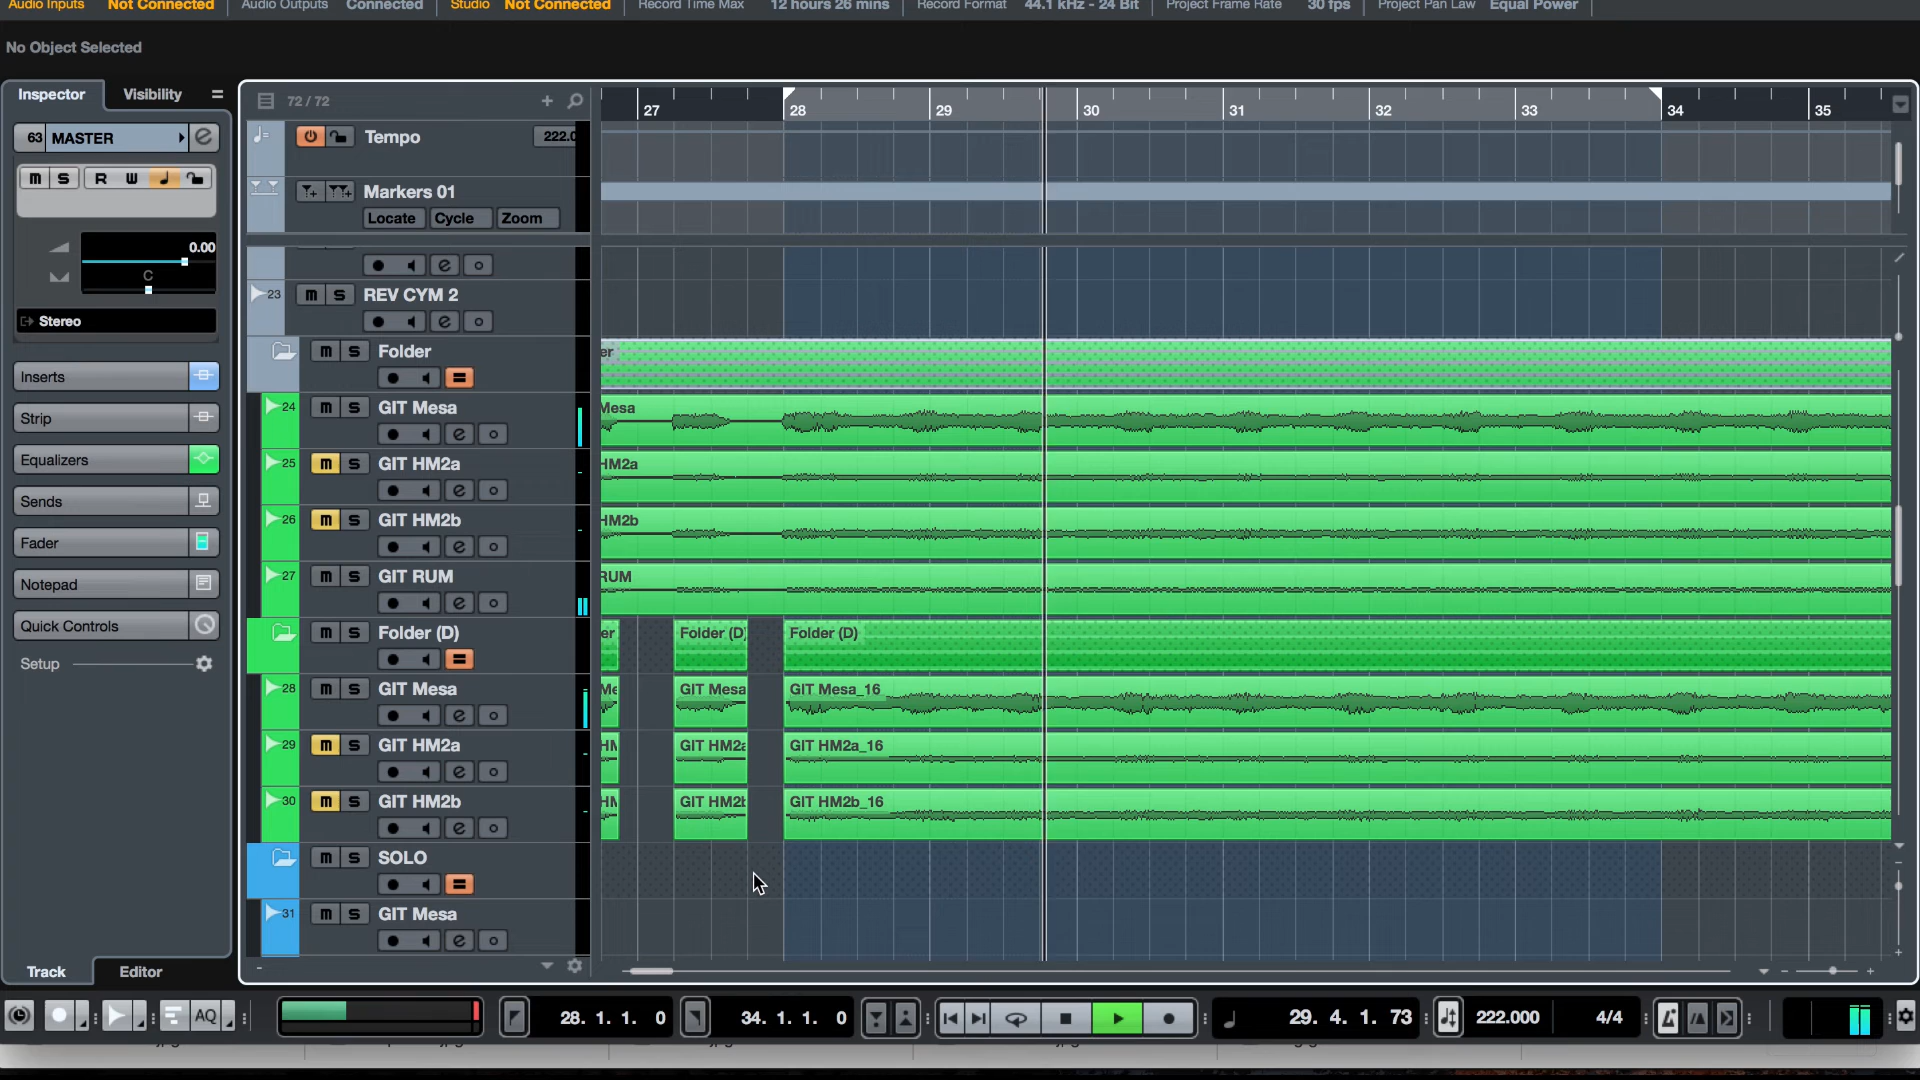 Audio Inputs Not Connected Audio Outputs Connected Studio Not Connected Record Time Max 12 hours 26 mins Record Format 44.1 kHz - 24 Bit Project Frame Rate 30 fps Project Pan Law Equal Power
No Object Selected
Inspector Visibility
72 / 72
27 28 29 30 31 32 33 34 35
63 MASTER
Tempo 222.0
M S R W
Markers 01
Locate Cycle Zoom
0.00
C
Stereo
23 m S REV CYM 2
m S Folder er
Inserts
24 m S GIT Mesa Mesa
Strip
25 m S GIT HM2a HM2a
Equalizers
Sends
26 m S GIT HM2b HM2b
Fader
27 m S GIT RUM RUM
Notepad
Quick Controls
m S Folder (D) er Folder (D) Folder (D)
Setup
28 m S GIT Mesa Me GIT Mesa GIT Mesa_16
29 m S GIT HM2a HM GIT HM2a GIT HM2a_16
30 m S GIT HM2b HM GIT HM2b GIT HM2b_16
m S SOLO
31 m S GIT Mesa
Track Editor
AQ 28. 1. 1. 0 34. 1. 1. 0 29. 4. 1. 73 222.000 4/4